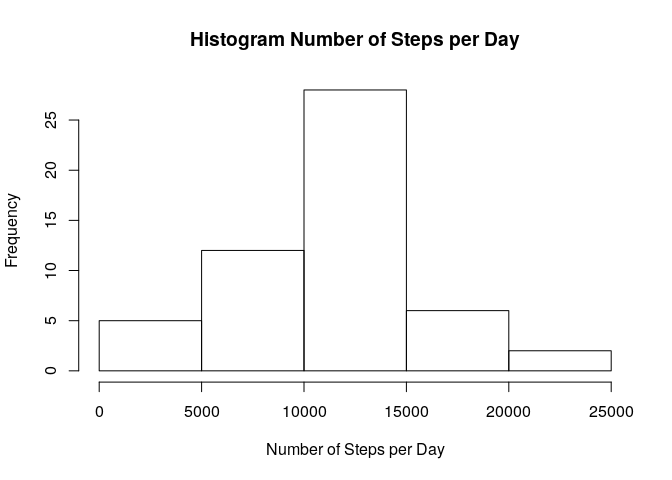 Histogram Number of Steps per Day
Frequency
25
20
15
10
5
0
0 5000 10000 15000 20000 25000
Number of Steps per Day